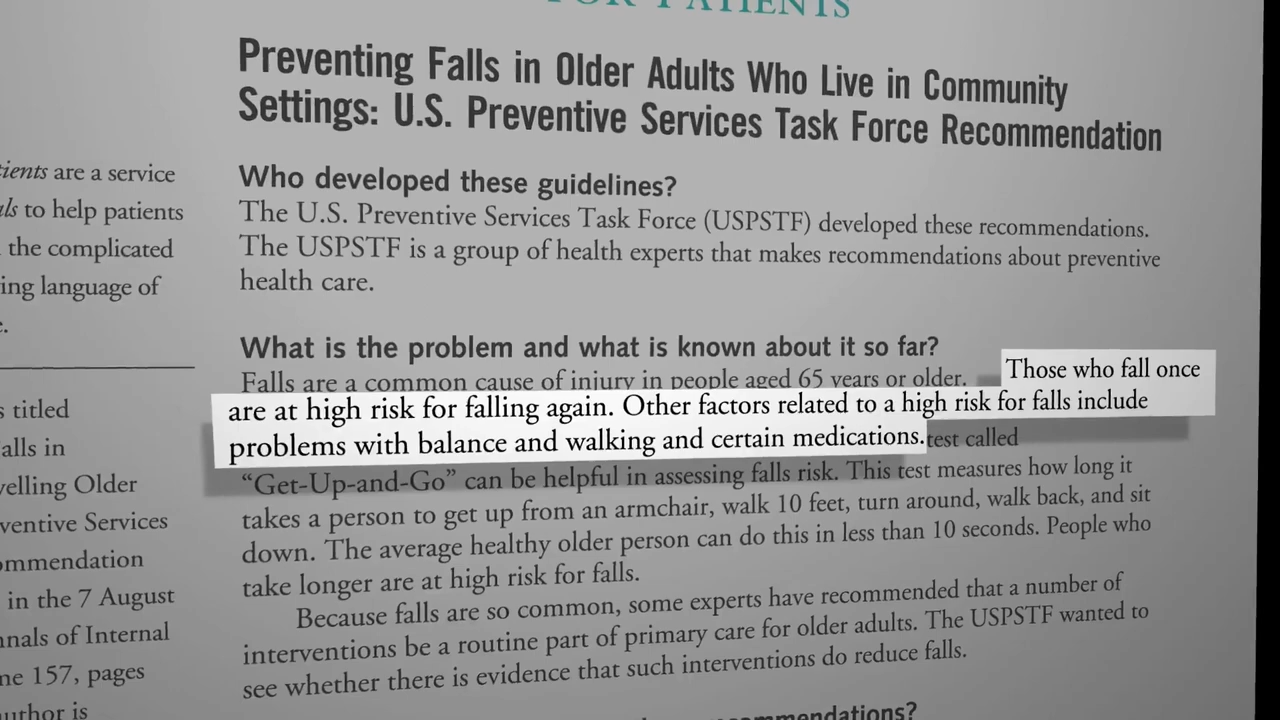 FOR PATIENTS
Preventing Falls in Older Adults Who Live in Community
Settings: U.S. Preventive Services Task Force Recommendation
Who developed these guidelines?
The U.S. Preventive Services Task Force (USPSTF) developed these recommendations.
The USPSTF is a group of health experts that makes recommendations about preventive
health care.
What is the problem and what is known about it so far?
Falls are a common cause of injury in people aged 65 years or older. Those who fall once
are at high risk for falling again. Other factors related to a high risk for falls include
problems with balance and walking and certain medications. test called
“Get-Up-and-Go” can be helpful in assessing falls risk. This test measures how long it
takes a person to get up from an armchair, walk 10 feet, turn around, walk back, and sit
down. The average healthy older person can do this in less than 10 seconds. People who
take longer are at high risk for falls.
Because falls are so common, some experts have recommended that a number of
interventions be a routine part of primary care for older adults. The USPSTF wanted to
see whether there is evidence that such interventions do reduce falls.
are a service
to help patients
the complicated
language of
titled
in
Older
Services
in the 7 August
of Internal
157, pages
is